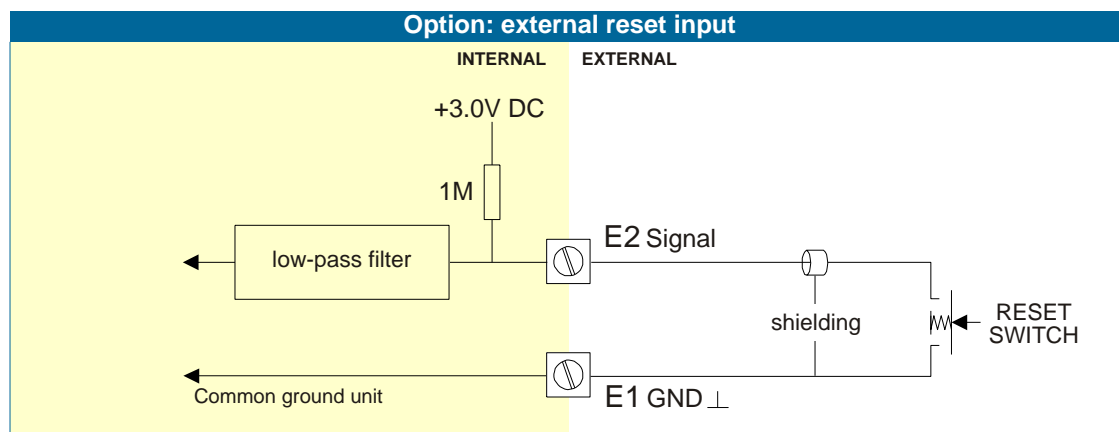 Option: external reset input
INTERNAL EXTERNAL
+3.0V DC
1M
E2 Signal
low-pass filter
shielding
RESET
SWITCH
Common ground unit
E1 GND ⊥